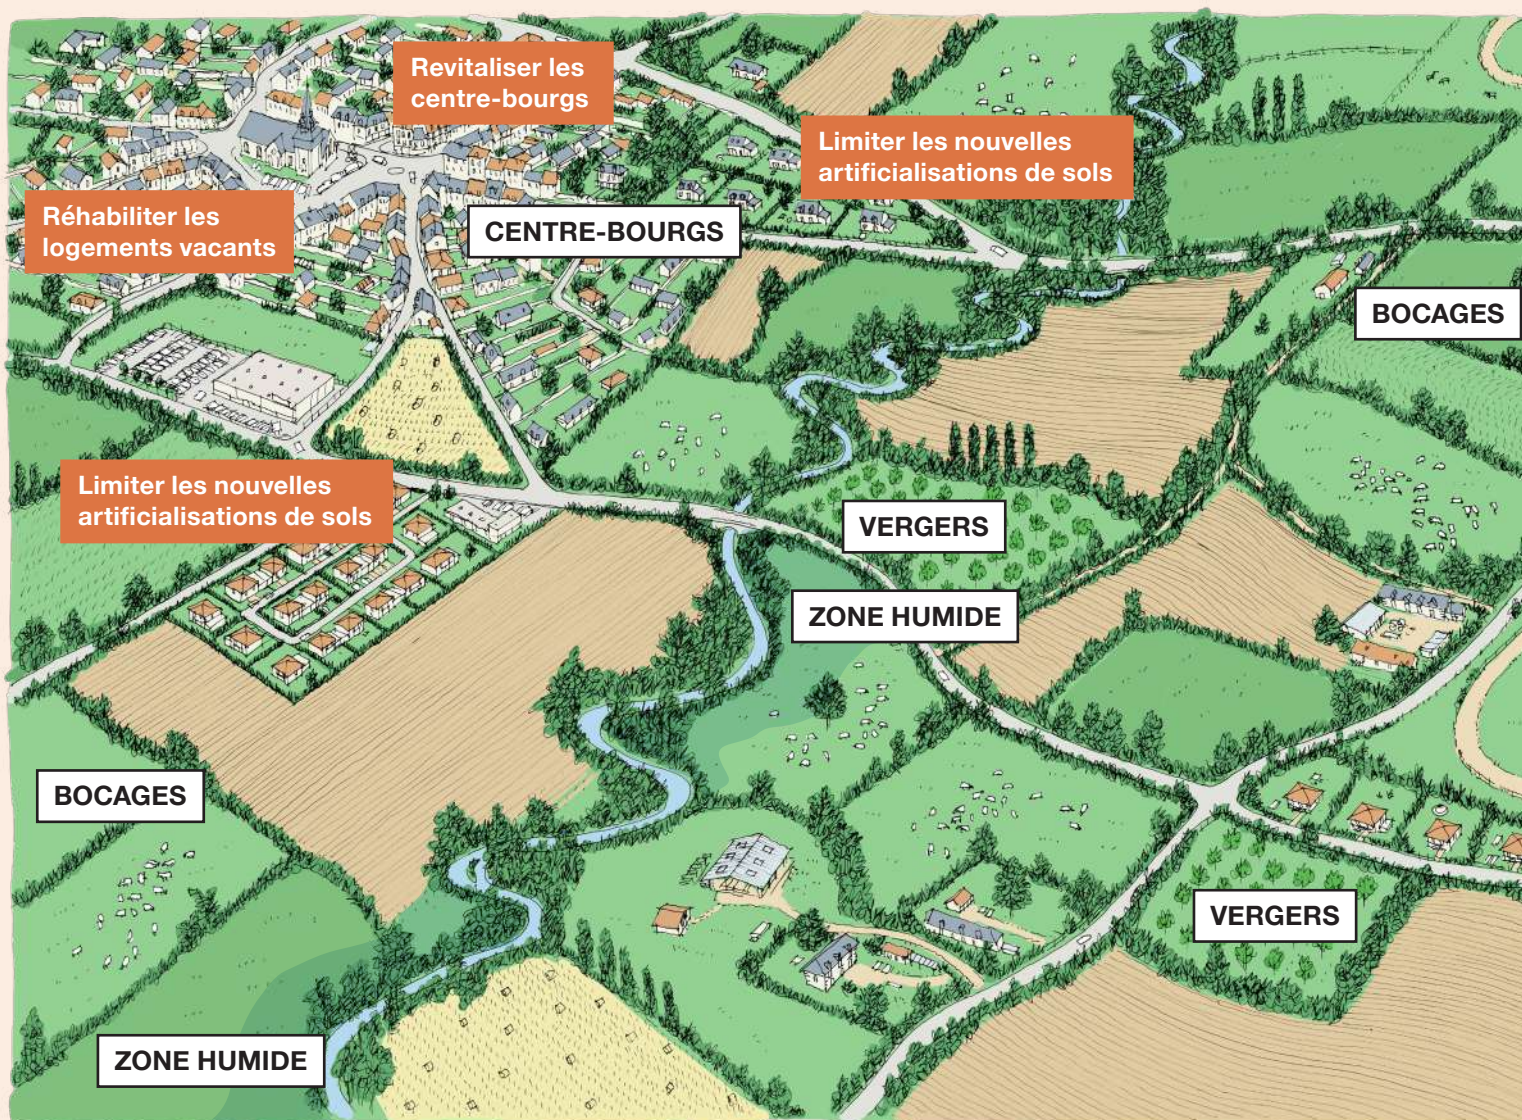 Revitaliser les
centre-bourgs
Limiter les nouvelles
artificialisations de sols
Réhabiliter les
logements vacants
CENTRE-BOURGS
BOCAGES
Limiter les nouvelles
artificialisations de sols
VERGERS
ZONE HUMIDE
BOCAGES
VERGERS
ZONE HUMIDE